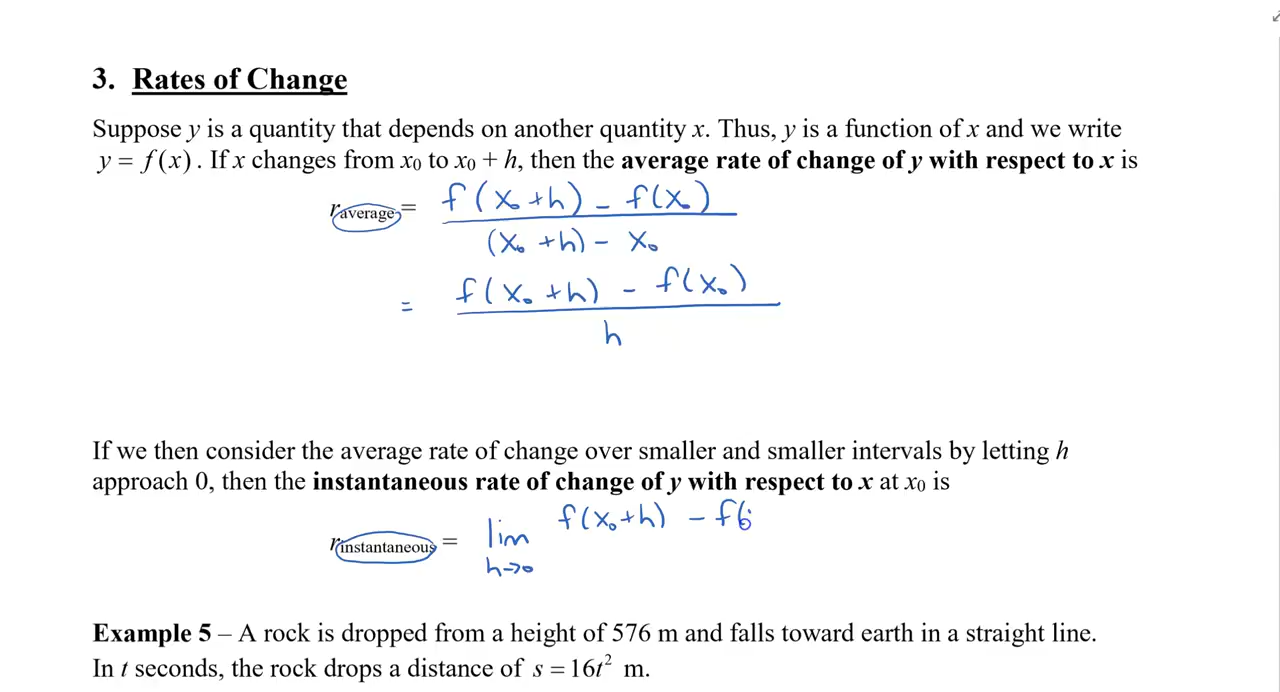 3. Rates of Change
Suppose y is a quantity that depends on another quantity x. Thus, y is a function of x and we write
y = f(x). If x changes from x₀ to x₀ + h, then the average rate of change of y with respect to x is
r average = f(x₀+h) - f(x₀)
(x₀+h) - x₀
= f(x₀+h) - f(x₀)
h
If we then consider the average rate of change over smaller and smaller intervals by letting h
approach 0, then the instantaneous rate of change of y with respect to x at x₀ is
r instantaneous = lim f(x₀+h) - f(
h→0
Example 5 – A rock is dropped from a height of 576 m and falls toward earth in a straight line.
In t seconds, the rock drops a distance of s = 16t² m.